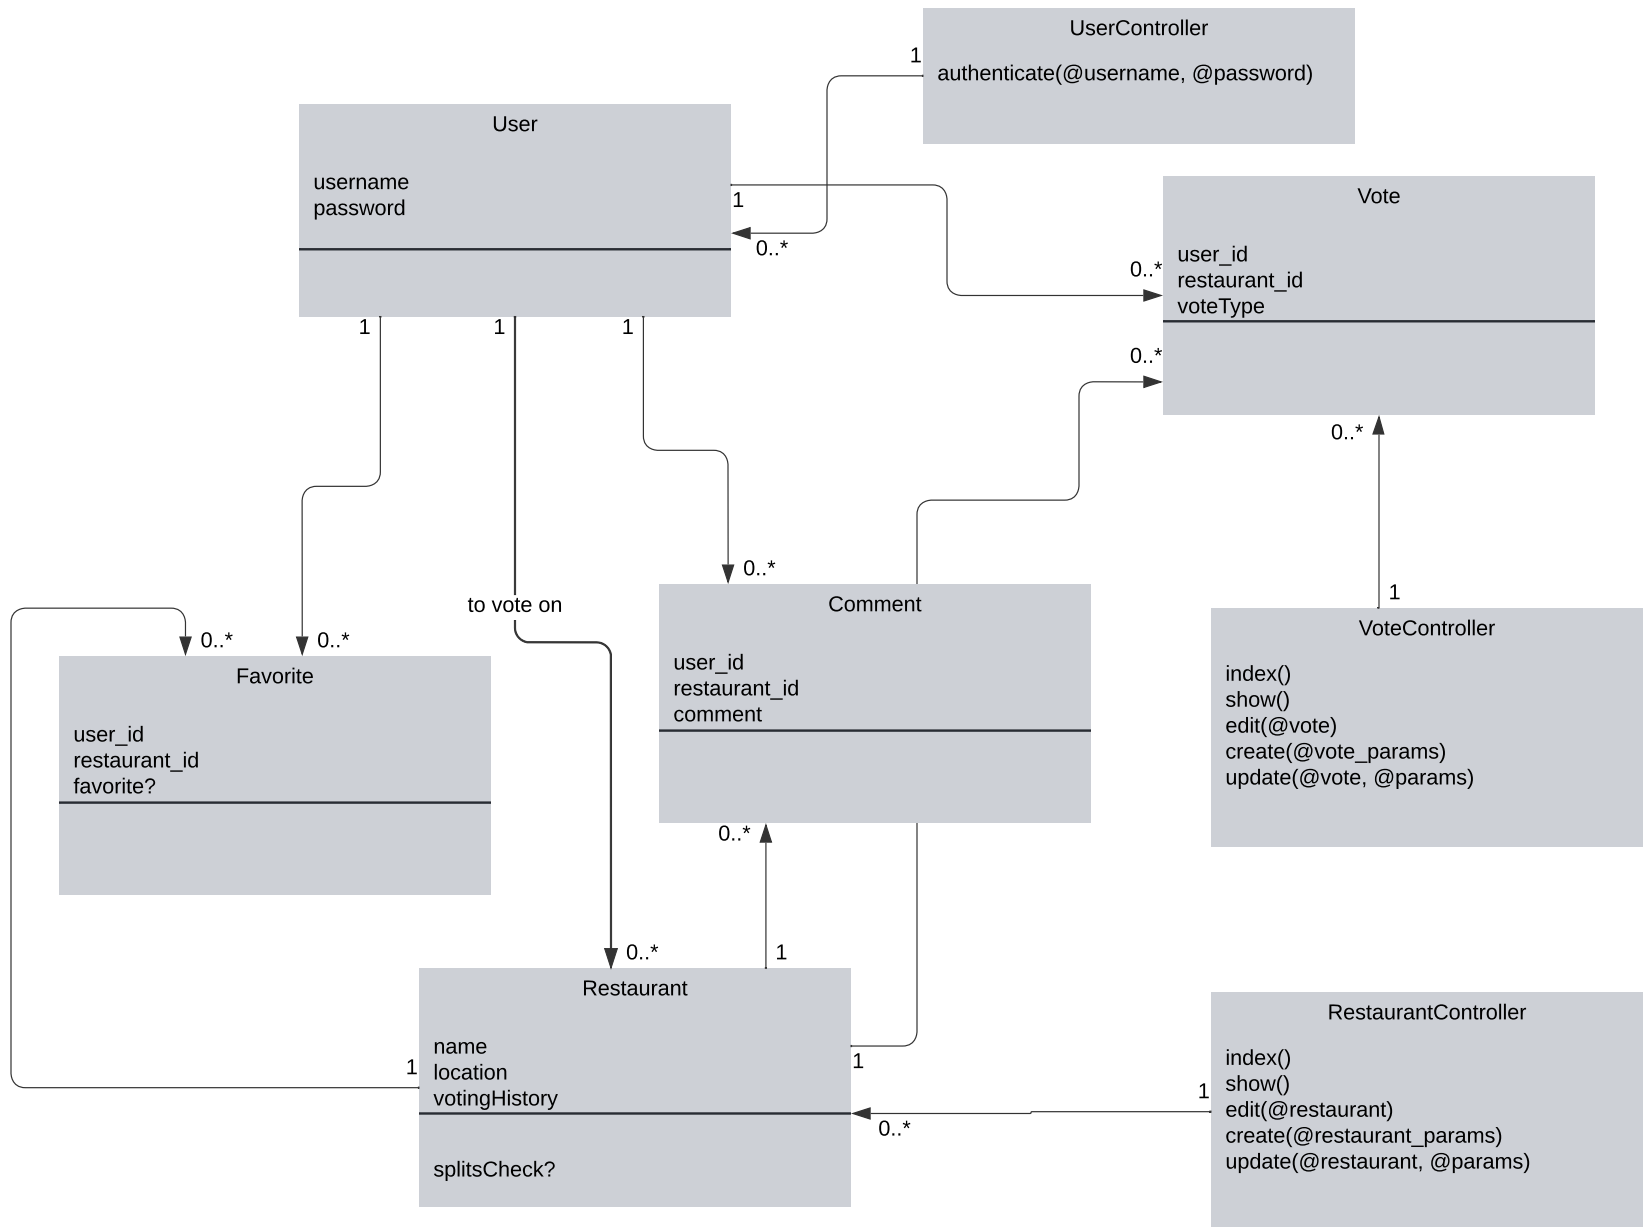 UserController
1
authenticate(@username, @password)
User
username
password
1
0..*
Vote
user_id
restaurant_id
voteType
0..*
0..*
0..*
1
1
1
0..*
to vote on
0..*
0..*
Favorite
user_id
restaurant_id
favorite?
Comment
user_id
restaurant_id
comment
0..*
1
VoteController
index()
show()
edit(@vote)
create(@vote_params)
update(@vote, @params)
0..*
1
Restaurant
name
location
votingHistory
splitsCheck?
1
1
0..*
1
RestaurantController
index()
show()
edit(@restaurant)
create(@restaurant_params)
update(@restaurant, @params)